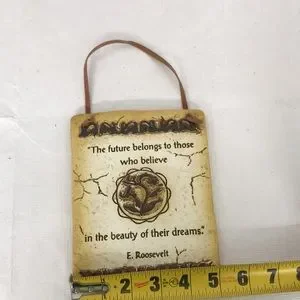 "The future belongs to those
who believe
in the beauty of their dreams."
E. Roosevelt
2 3 4 5 6 7 8